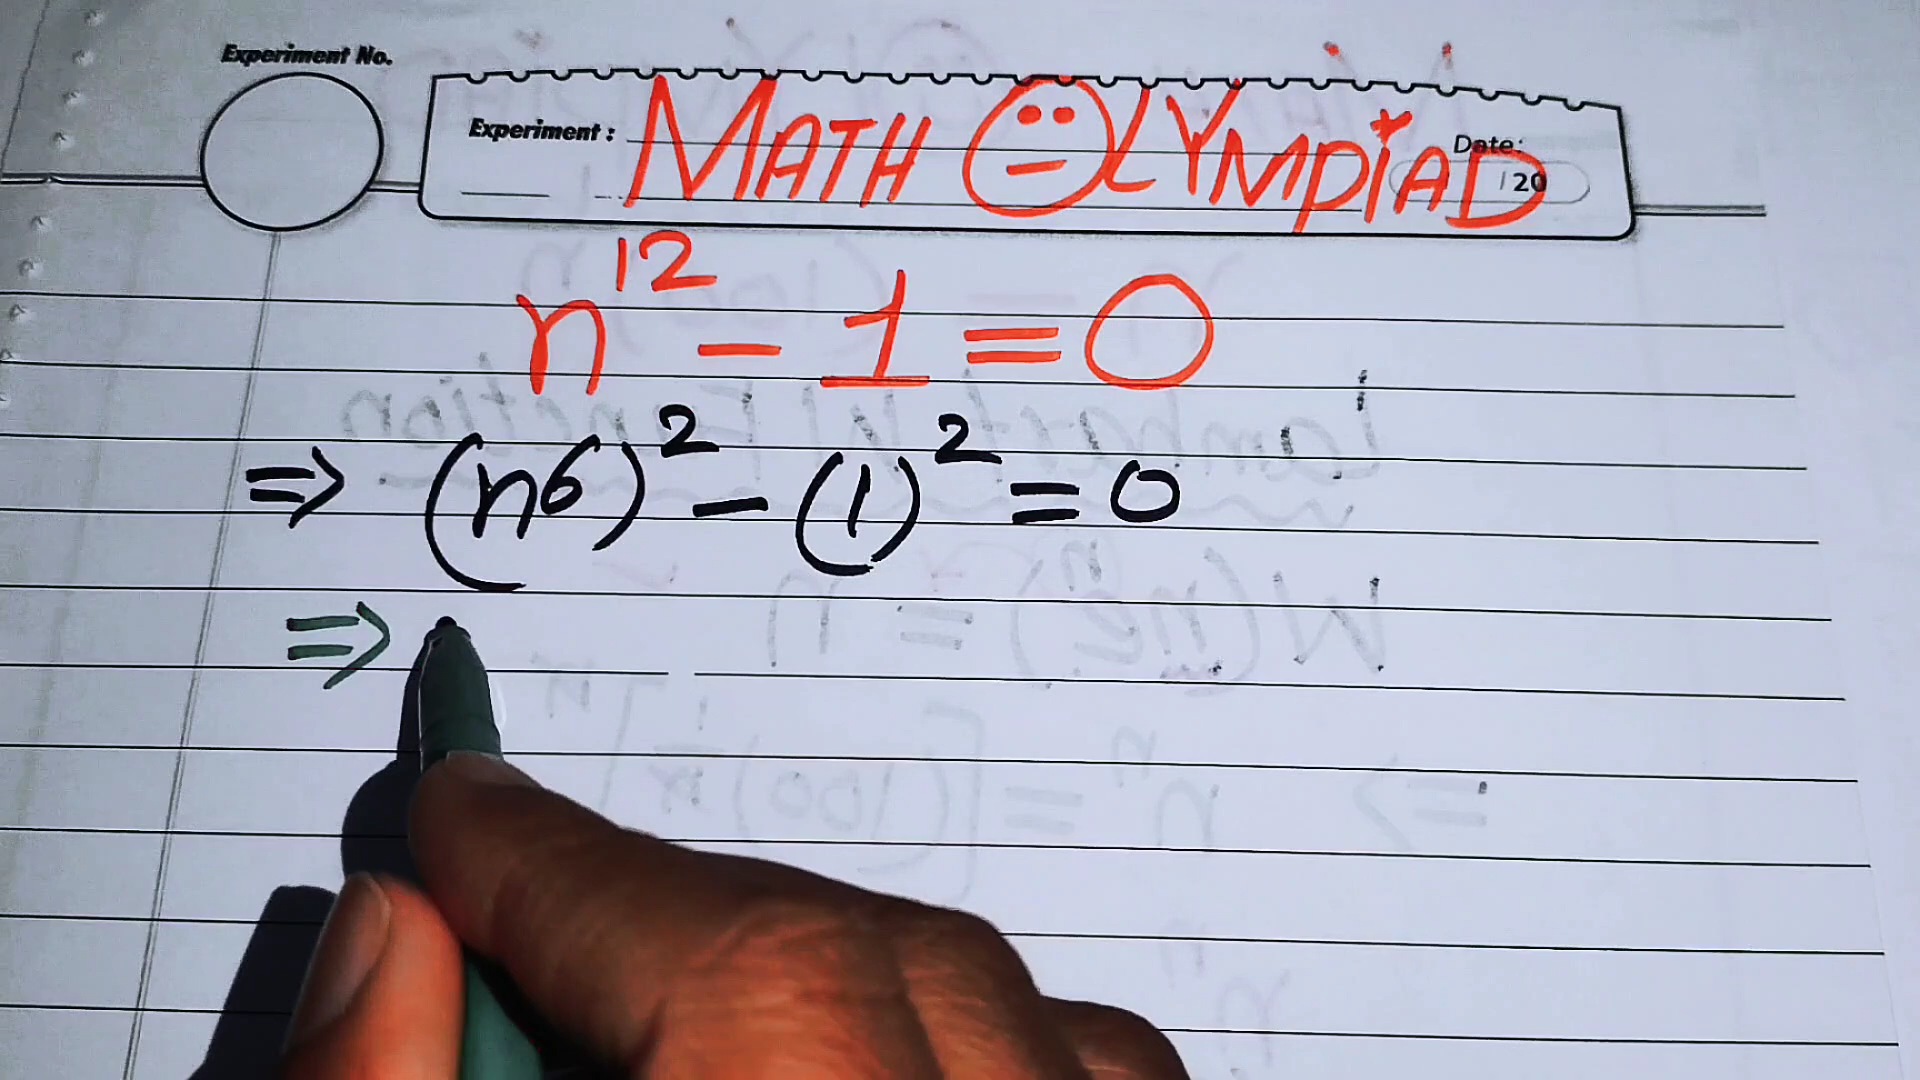 Experiment No.
Experiment : MATH OLYMPiAD
Date:
/20
n¹² - 1 = 0
⇒ (n⁶)² - (1)² = 0
⇒